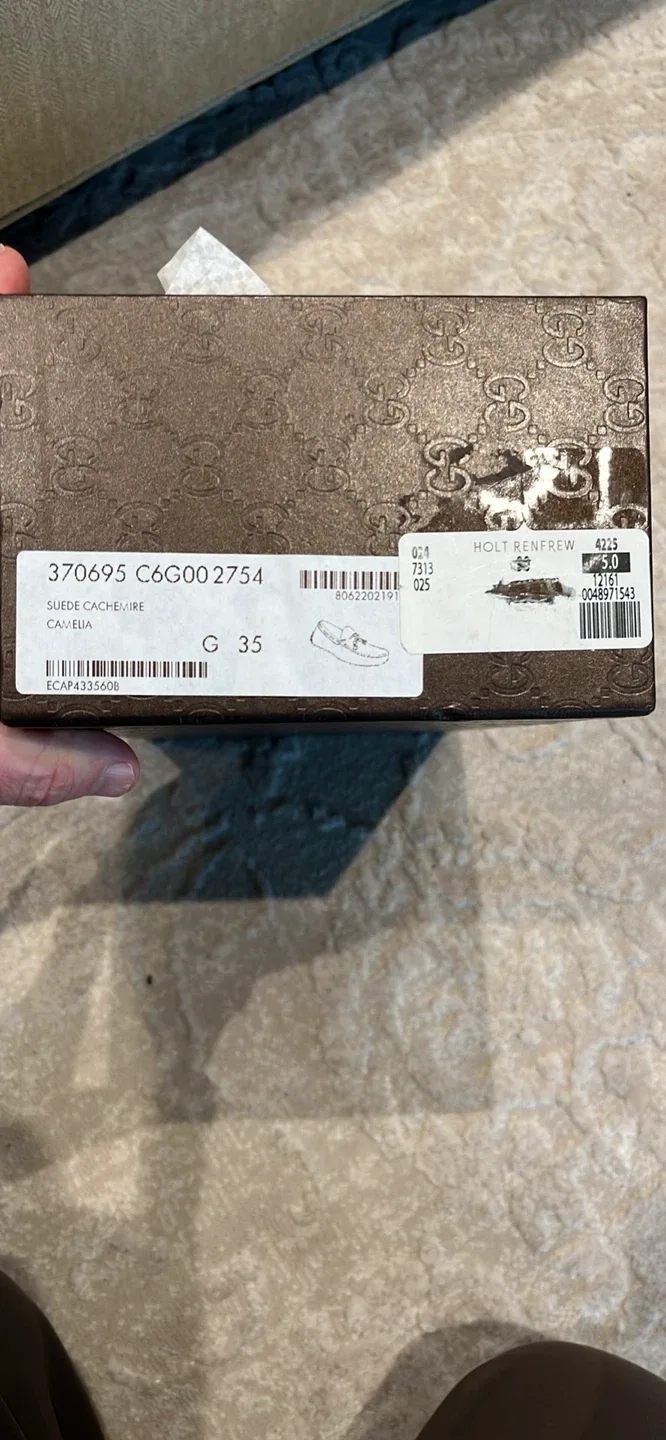 370695 C6G00 2754
SUEDE CACHEMIRE
CAMELIA
G 35
8062202191
ECAP433560B
HOLT RENFREW
024
7313
025
4225
5.0
12161
0048971543